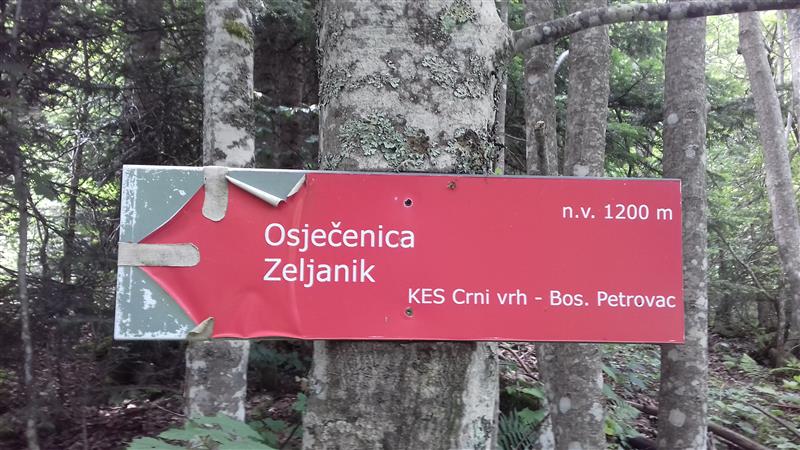 n.v. 1200 m
Osječenica
Zeljanik
KES Crni vrh - Bos. Petrovac